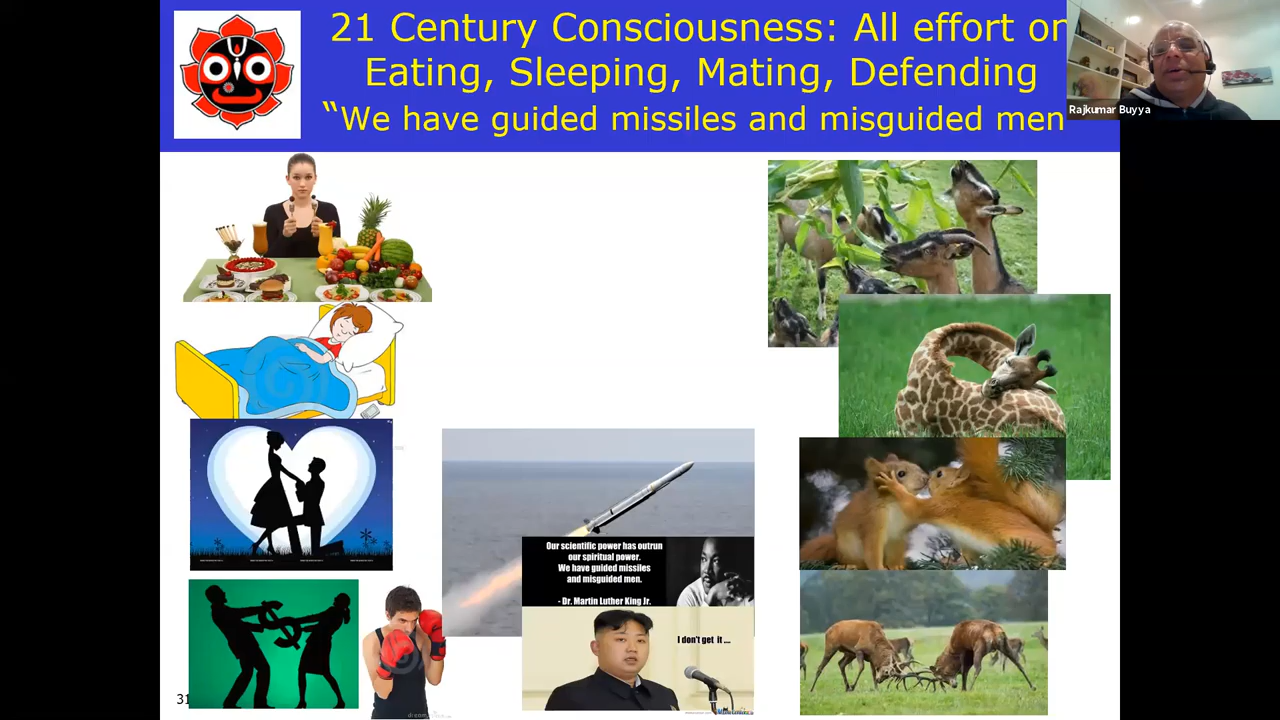 21 Century Consciousness: All effort on
Eating, Sleeping, Mating, Defending
“We have guided missiles and misguided men
Rajkumar Buyya
Our scientific power has outrun
our spiritual power.
We have guided missiles
and misguided men.
- Dr. Martin Luther King Jr.
I don't get it ....
31